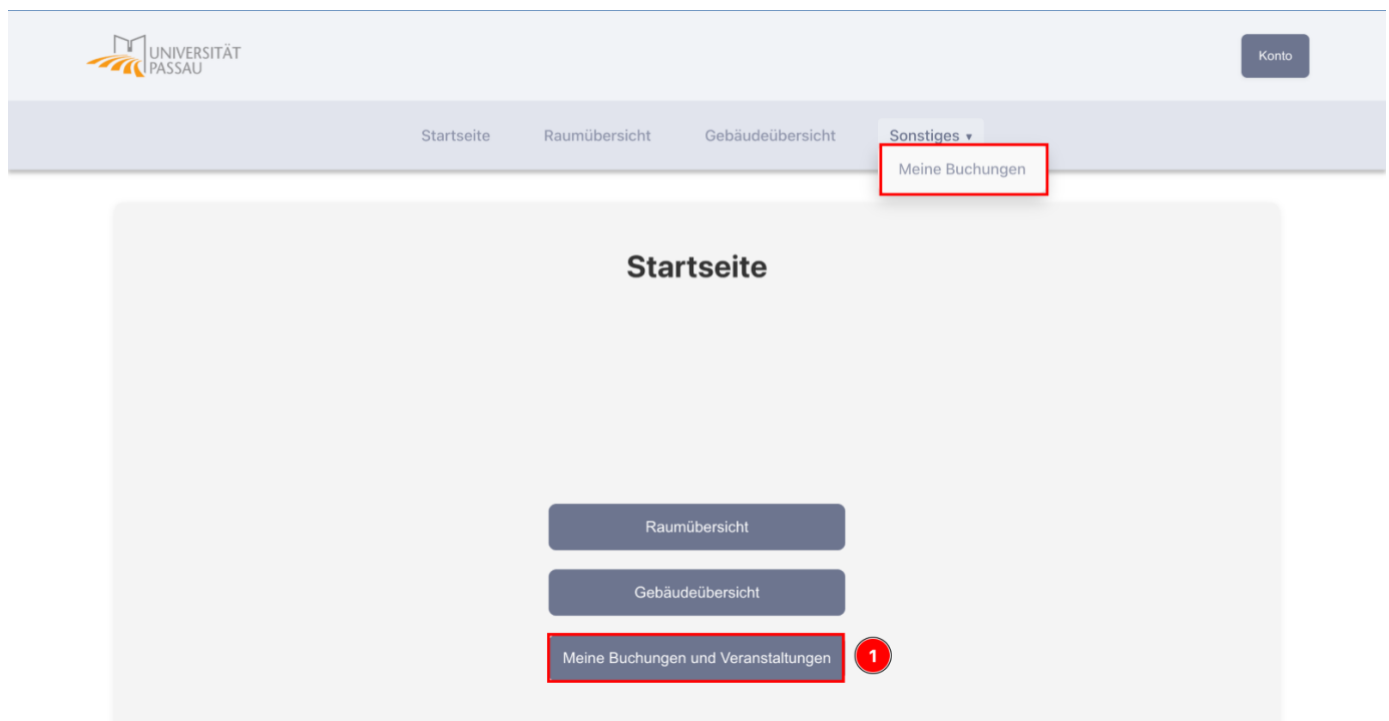 UNIVERSITÄT
PASSAU
Konto
Startseite
Raumübersicht
Gebäudeübersicht
Sonstiges ▾
Meine Buchungen
Startseite
Raumübersicht
Gebäudeübersicht
Meine Buchungen und Veranstaltungen
1